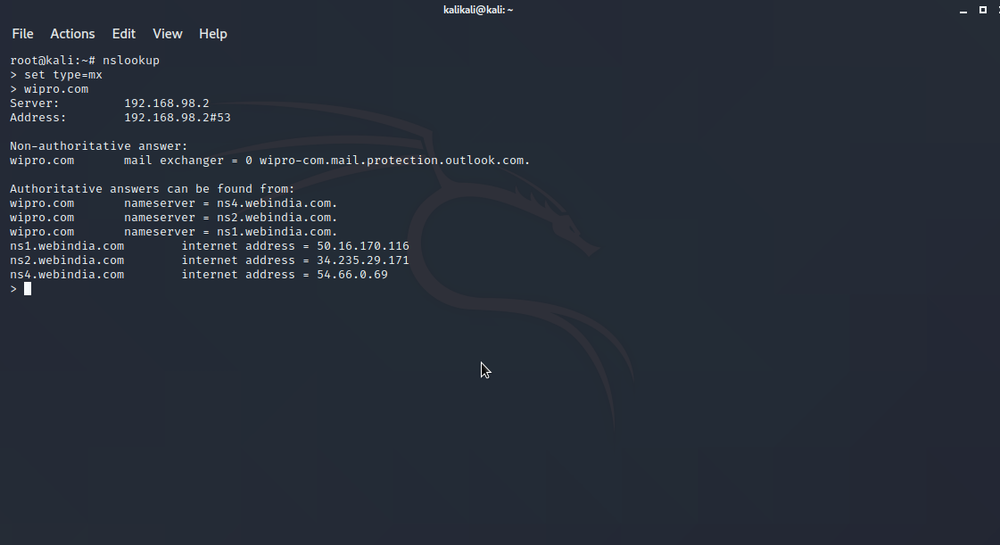 kalikali@kali: ~
File Actions Edit View Help
root@kali:~# nslookup
> set type=mx
> wipro.com
Server: 192.168.98.2
Address: 192.168.98.2#53
Non-authoritative answer:
wipro.com mail exchanger = 0 wipro-com.mail.protection.outlook.com.
Authoritative answers can be found from:
wipro.com nameserver = ns4.webindia.com.
wipro.com nameserver = ns2.webindia.com.
wipro.com nameserver = ns1.webindia.com.
ns1.webindia.com internet address = 50.16.170.116
ns2.webindia.com internet address = 34.235.29.171
ns4.webindia.com internet address = 54.66.0.69
>